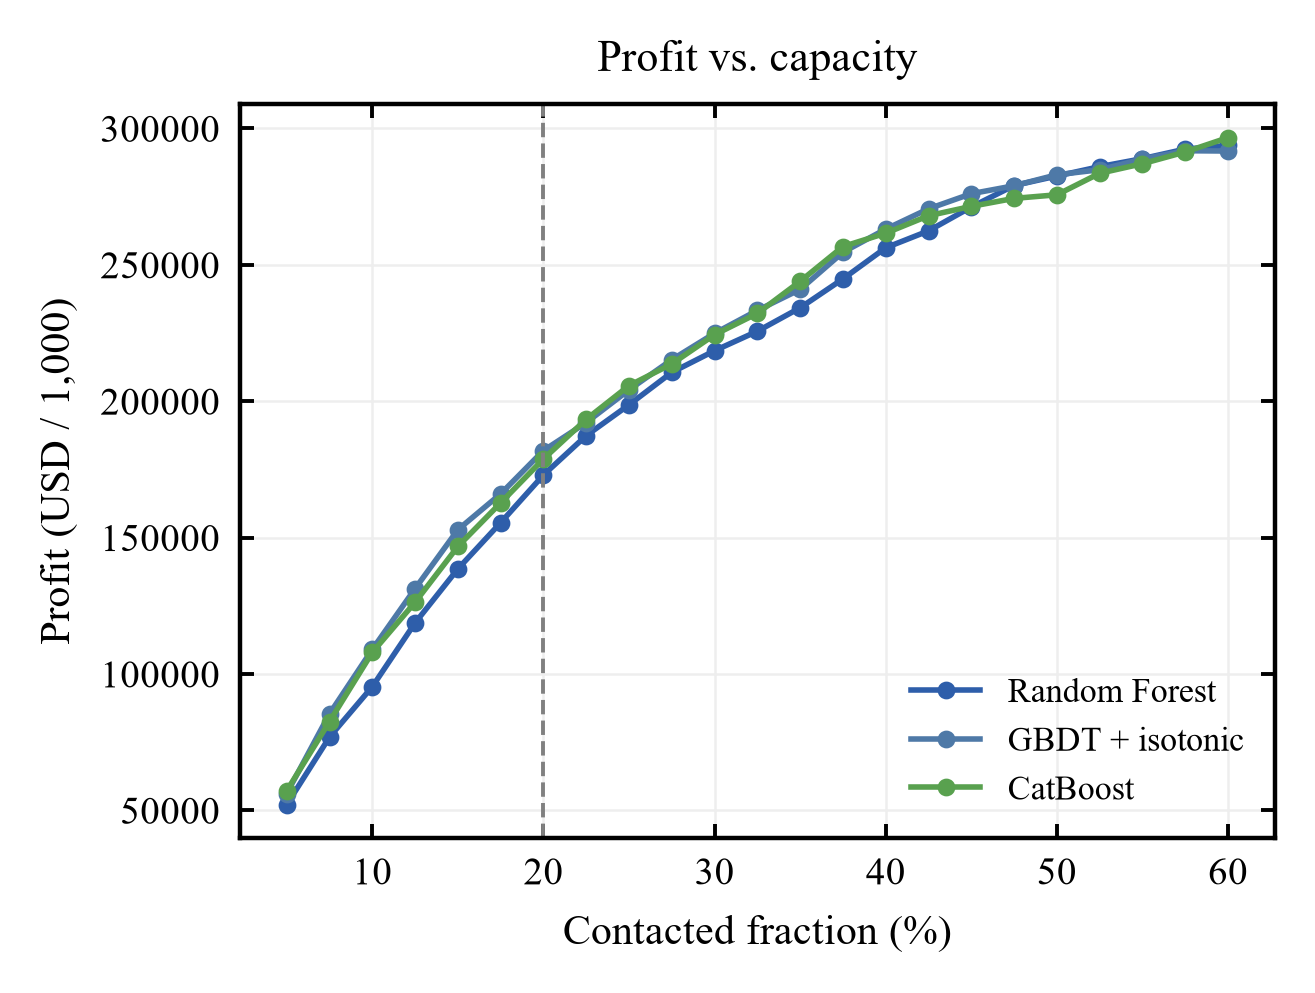 Profit vs. capacity
300000
250000
200000
150000
100000
50000
Profit (USD / 1,000)
Random Forest
GBDT + isotonic
CatBoost
10 20 30 40 50 60
Contacted fraction (%)